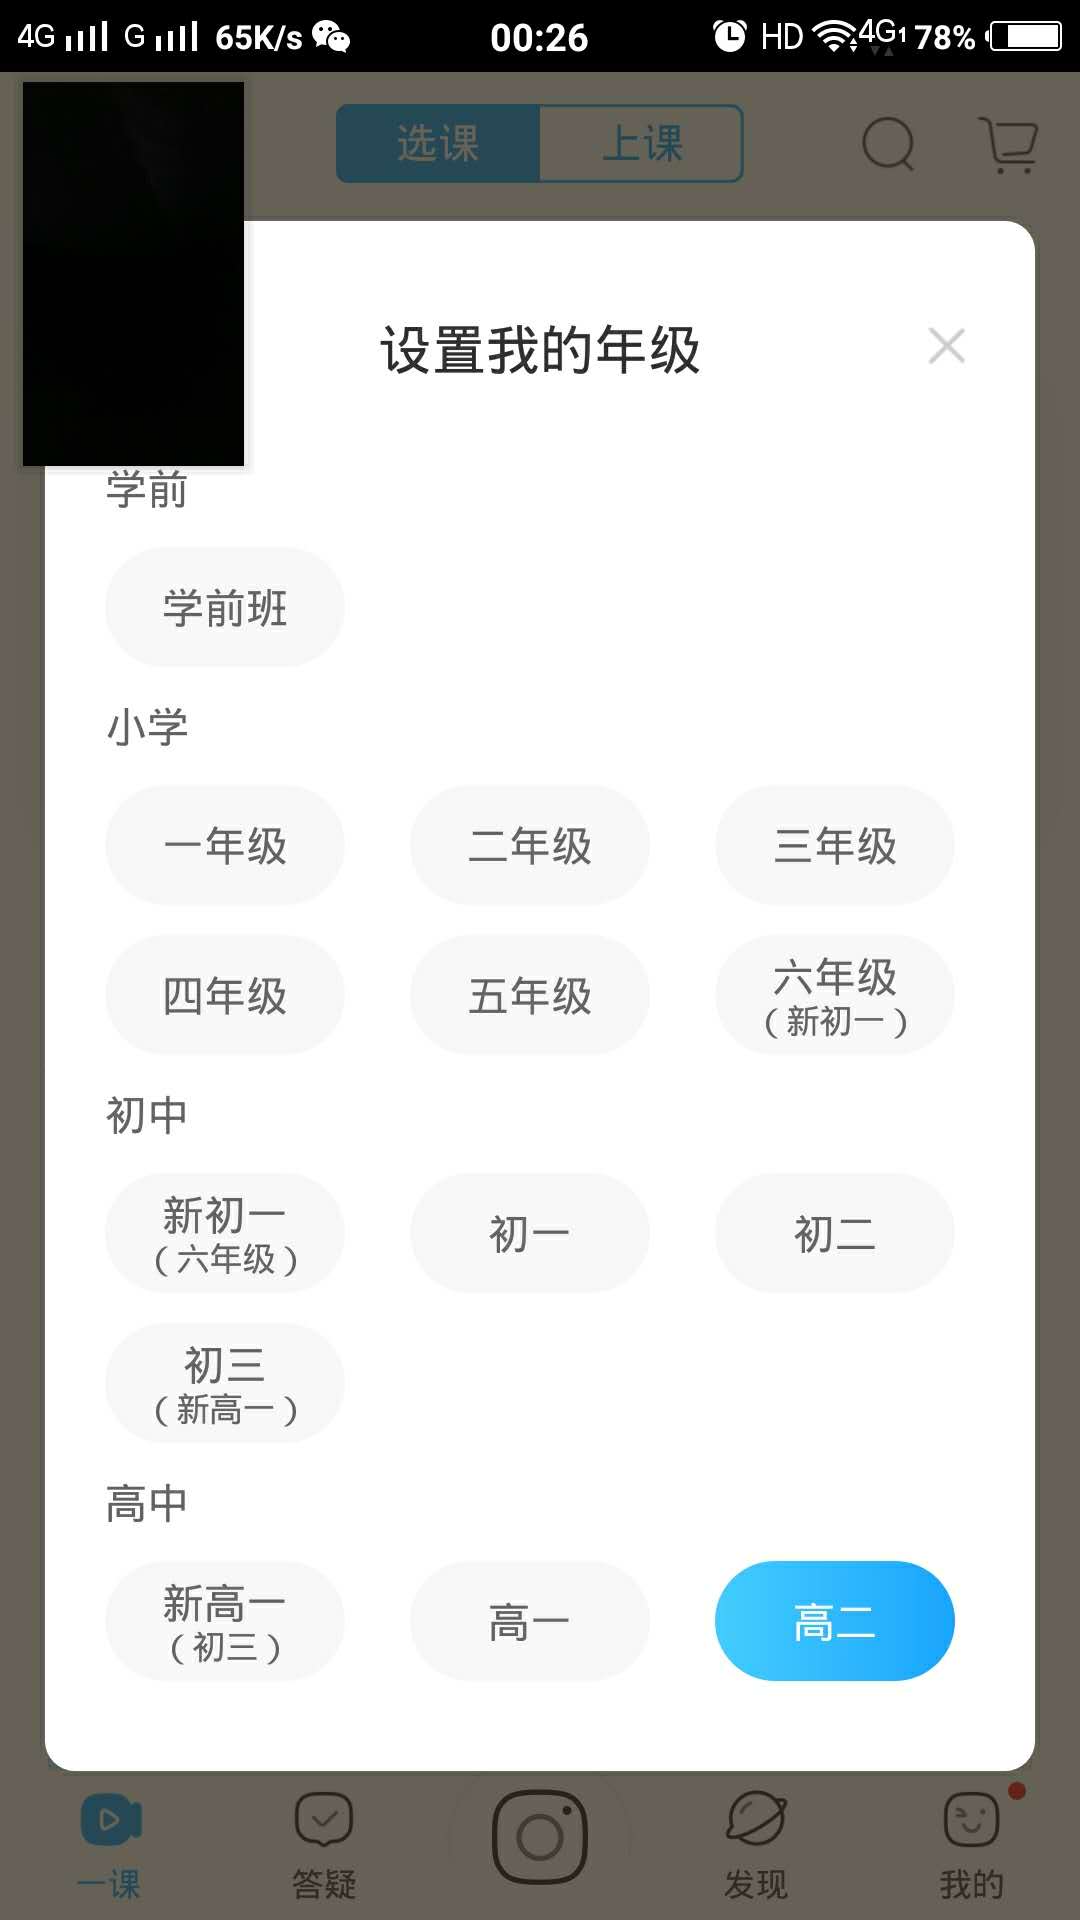 4G G 65K/s 00:26 HD 4G1 78%
选课 上课
设置我的年级
学前
学前班
小学
一年级 二年级 三年级
四年级 五年级 六年级
（新初一）
初中
新初一 初一 初二
（六年级）
初三
（新高一）
高中
新高一 高一 高二
（初三）
一课 答疑 发现 我的